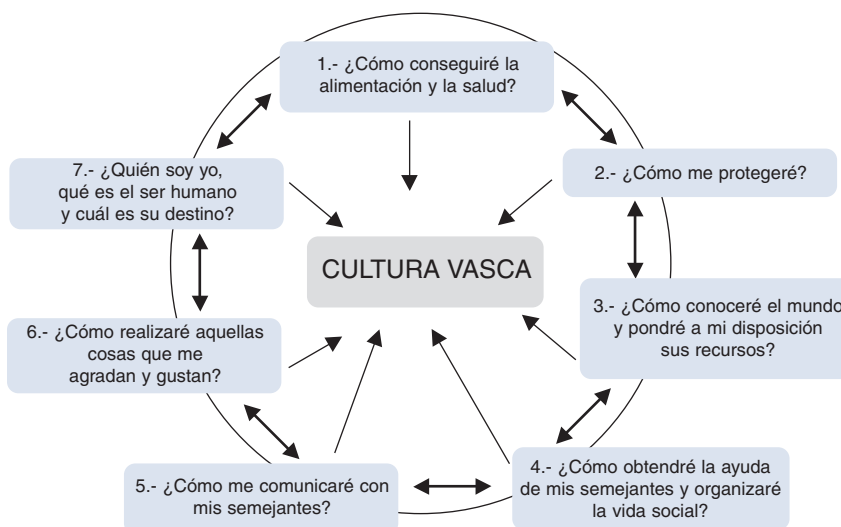 1.- ¿Cómo conseguiré la
alimentación y la salud?
2.- ¿Cómo me protegeré?
3.- ¿Cómo conoceré el mundo
y pondré a mi disposición
sus recursos?
4.- ¿Cómo obtendré la ayuda
de mis semejantes y organizaré
la vida social?
5.- ¿Cómo me comunicaré con
mis semejantes?
6.- ¿Cómo realizaré aquellas
cosas que me
agradan y gustan?
7.- ¿Quién soy yo,
qué es el ser humano
y cuál es su destino?
CULTURA VASCA